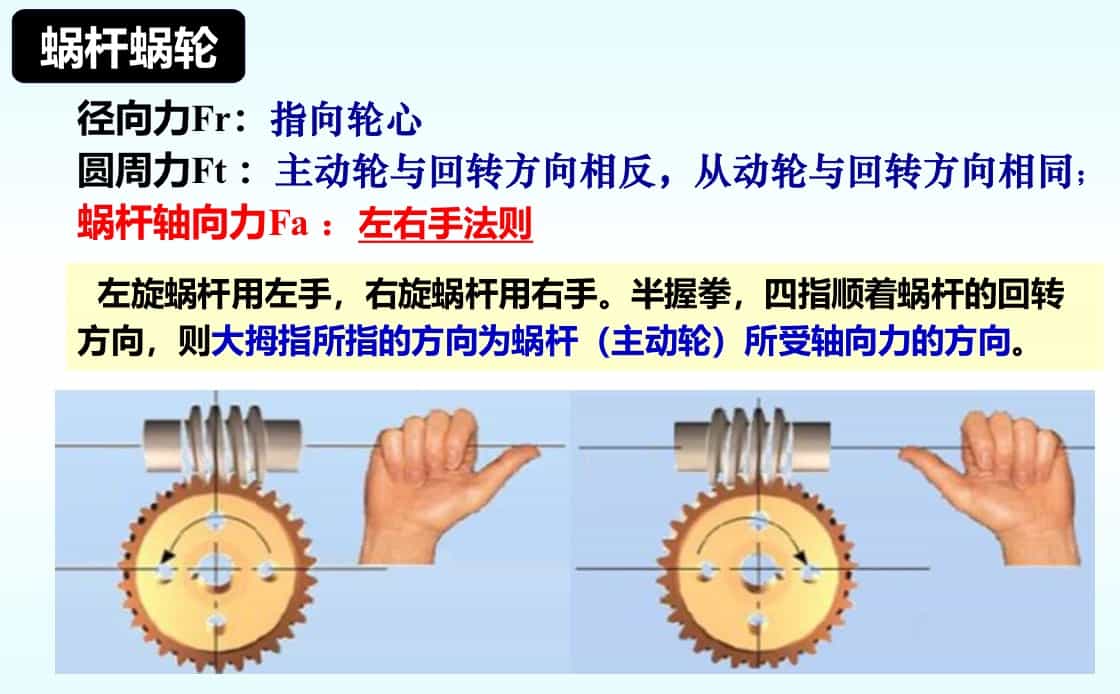 蜗杆蜗轮
径向力Fr：指向轮心
圆周力Ft：主动轮与回转方向相反，从动轮与回转方向相同；
蜗杆轴向力Fa：左右手法则
左旋蜗杆用左手，右旋蜗杆用右手。半握拳，四指顺着蜗杆的回转
方向，则大拇指所指的方向为蜗杆（主动轮）所受轴向力的方向。